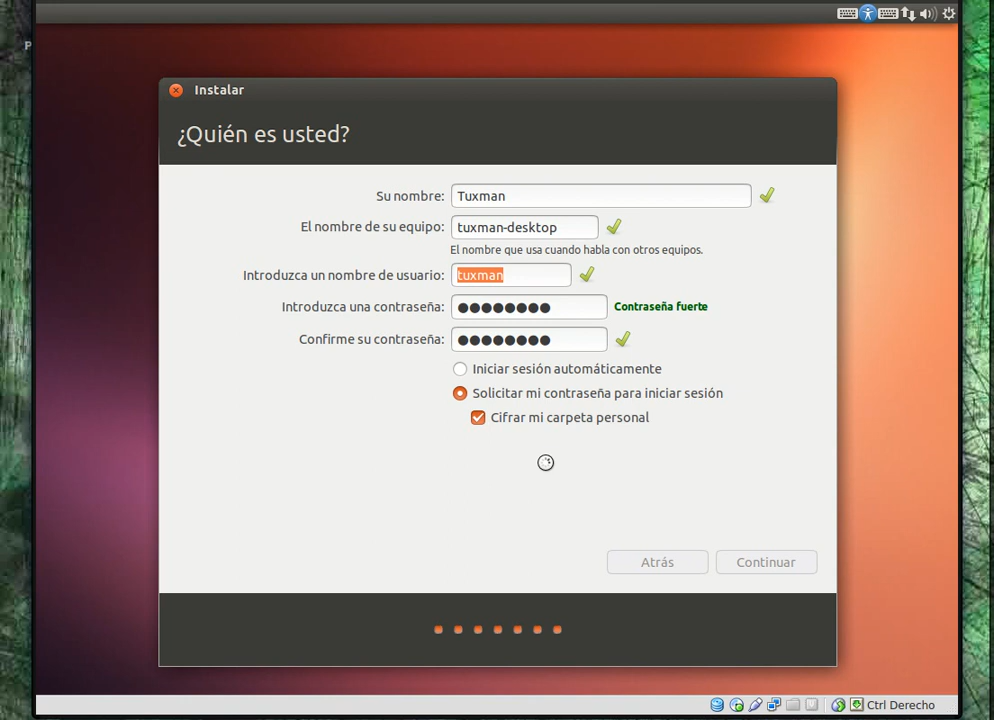 P
Instalar
¿Quién es usted?
Su nombre: Tuxman
El nombre de su equipo: tuxman-desktop
El nombre que usa cuando habla con otros equipos.
Introduzca un nombre de usuario: tuxman
Introduzca una contraseña: ●●●●●●●● Contraseña fuerte
Confirme su contraseña: ●●●●●●●●
Iniciar sesión automáticamente
Solicitar mi contraseña para iniciar sesión
Cifrar mi carpeta personal
Atrás Continuar
Ctrl Derecho